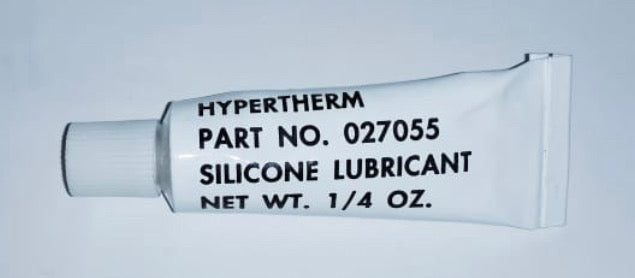 HYPERTHERM
PART NO. 027055
SILICONE LUBRICANT
NET WT. 1/4 OZ.